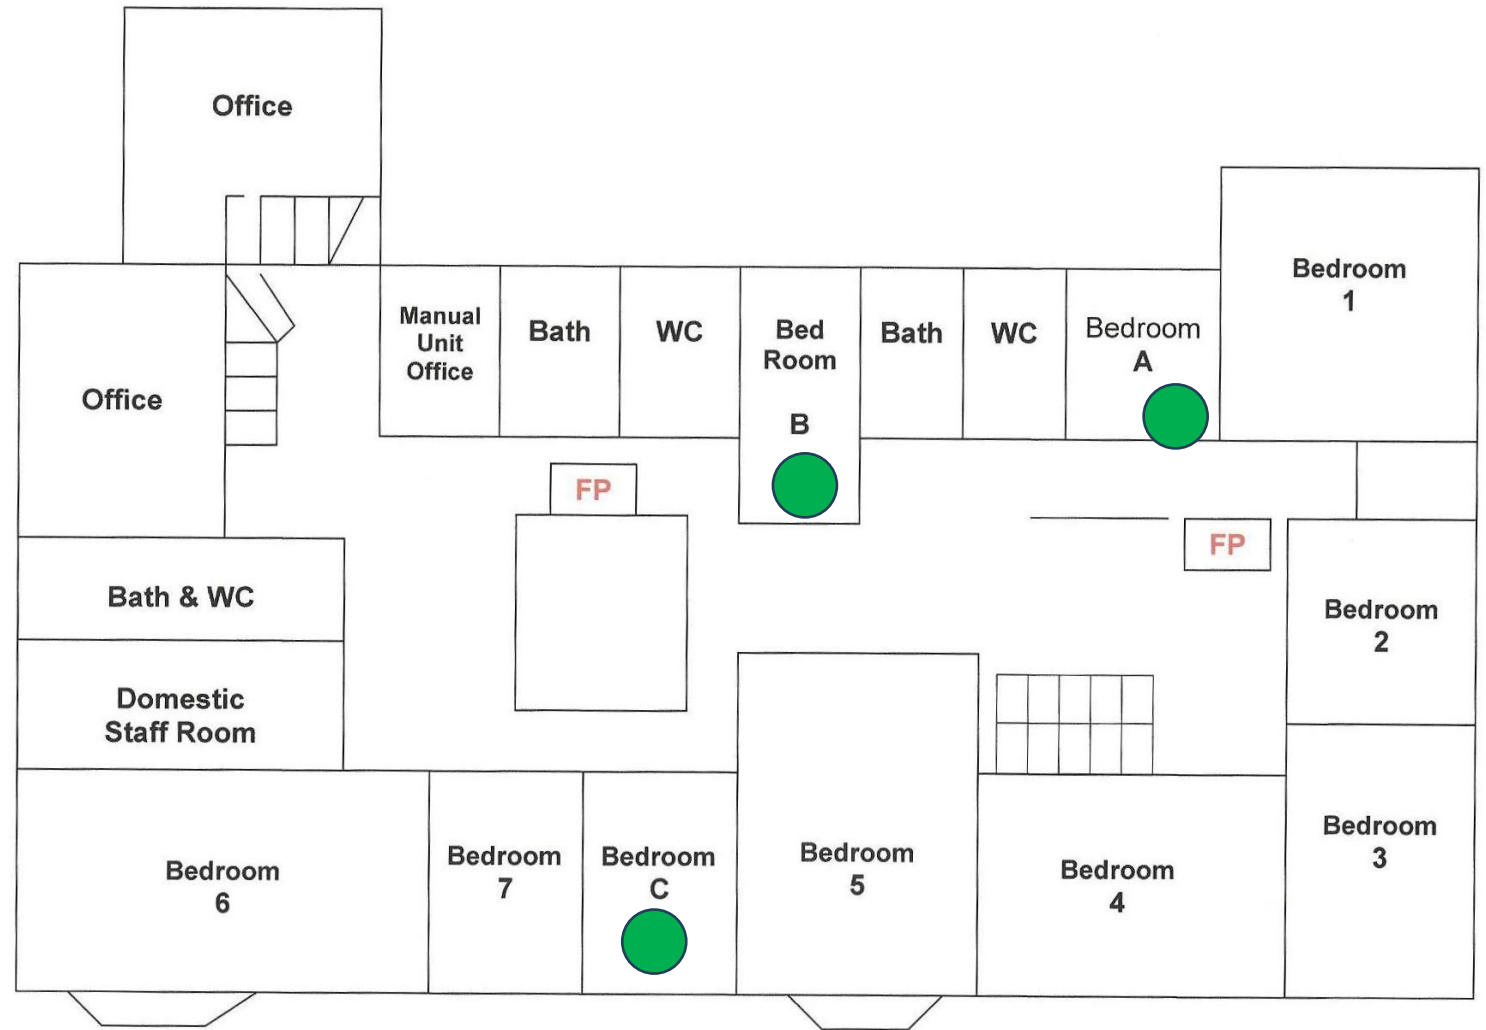 Office
Bedroom
1
Manual
Unit
Office
Bath
WC
Bed
Room
B
Bath
WC
Bedroom
A
Office
FP
FP
Bath & WC
Bedroom
2
Domestic
Staff Room
Bedroom
6
Bedroom
7
Bedroom
C
Bedroom
5
Bedroom
4
Bedroom
3